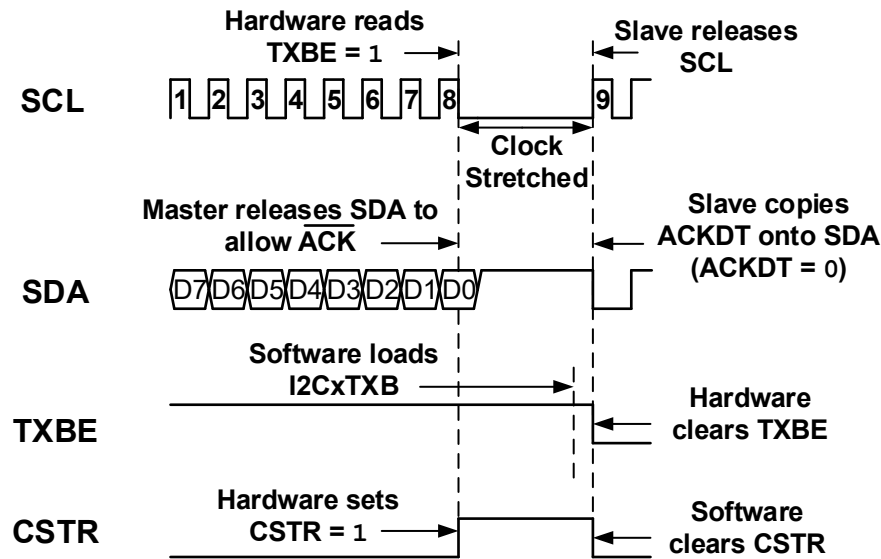 Hardware reads
TXBE = 1
Slave releases
SCL
SCL
1 2 3 4 5 6 7 8 9
Clock
Stretched
Master releases SDA to
allow ACK
Slave copies
ACKDT onto SDA
(ACKDT = 0)
SDA
D7 D6 D5 D4 D3 D2 D1 D0
Software loads
I2CxTXB
TXBE
Hardware
clears TXBE
Hardware sets
CSTR = 1
CSTR
Software
clears CSTR